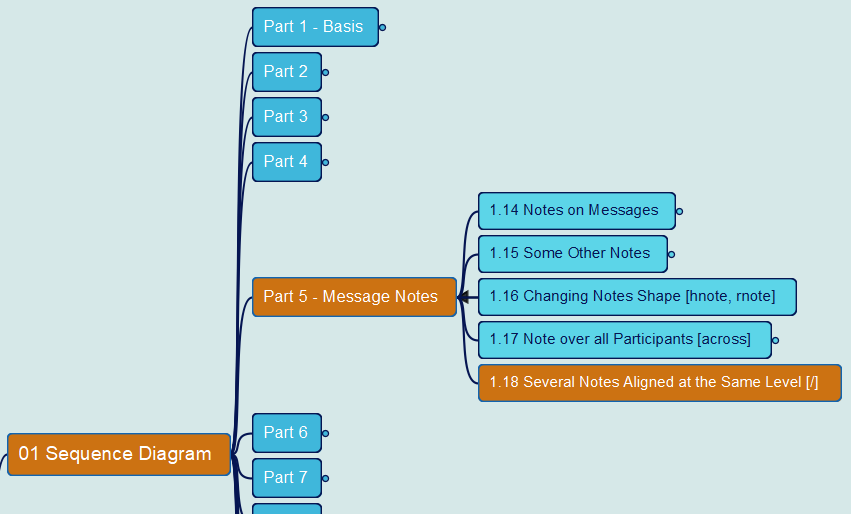 Part 1 - Basis
Part 2
Part 3
Part 4
1.14 Notes on Messages
1.15 Some Other Notes
Part 5 - Message Notes
1.16 Changing Notes Shape [hnote, rnote]
1.17 Note over all Participants [across]
1.18 Several Notes Aligned at the Same Level [/]
Part 6
01 Sequence Diagram
Part 7